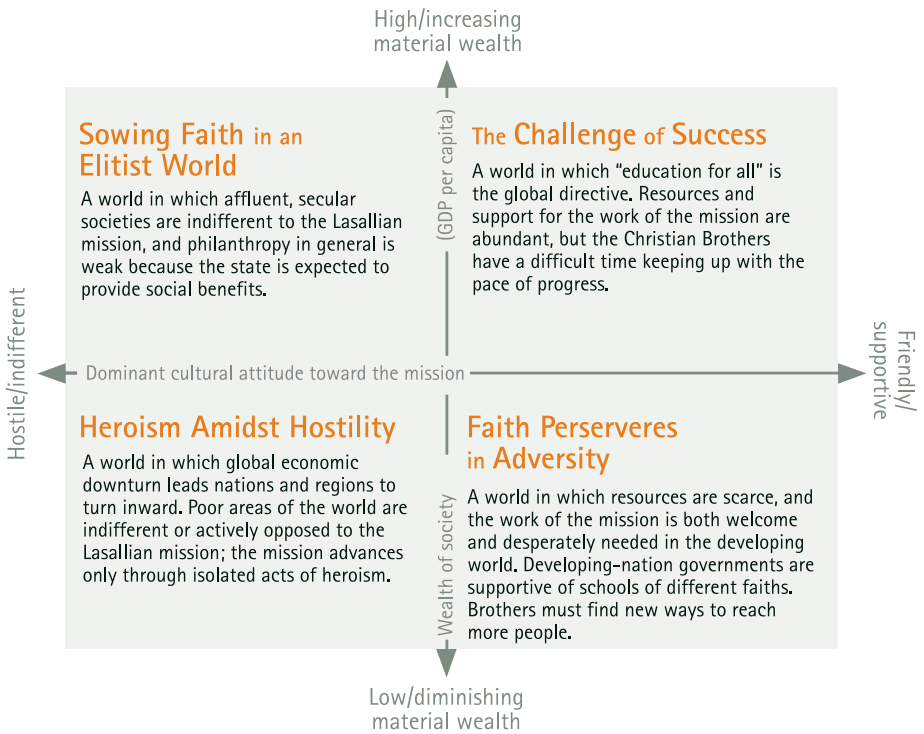 High/increasing
material wealth
(GDP per capita)
Sowing Faith in an
Elitist World
A world in which affluent, secular
societies are indifferent to the Lasallian
mission, and philanthropy in general is
weak because the state is expected to
provide social benefits.
The Challenge of Success
A world in which “education for all” is
the global directive. Resources and
support for the work of the mission are
abundant, but the Christian Brothers
have a difficult time keeping up with the
pace of progress.
Hostile/indifferent
Dominant cultural attitude toward the mission
Friendly/
supportive
Heroism Amidst Hostility
A world in which global economic
downturn leads nations and regions to
turn inward. Poor areas of the world are
indifferent or actively opposed to the
Lasallian mission; the mission advances
only through isolated acts of heroism.
Wealth of society
Faith Perserveres
in Adversity
A world in which resources are scarce, and
the work of the mission is both welcome
and desperately needed in the developing
world. Developing-nation governments are
supportive of schools of different faiths.
Brothers must find new ways to reach
more people.
Low/diminishing
material wealth